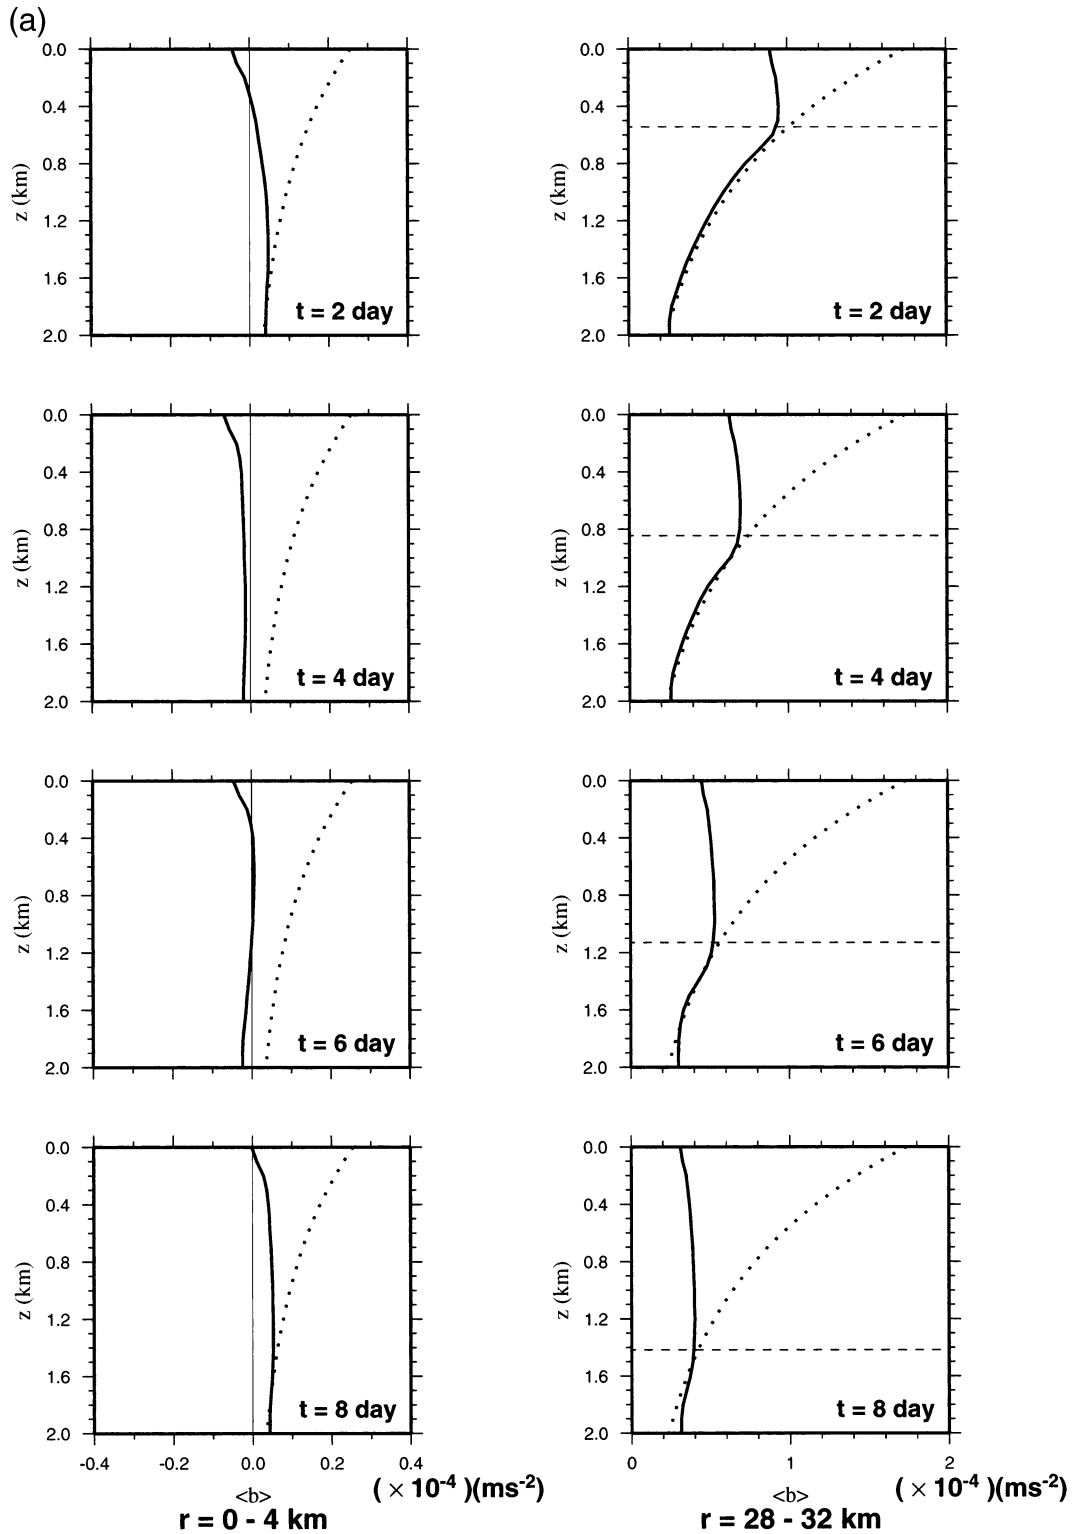 (a)
0.0
0.4
0.8
1.2
1.6
2.0
z (km)
t = 2 day
0.0
0.4
0.8
1.2
1.6
2.0
z (km)
t = 2 day
0.0
0.4
0.8
1.2
1.6
2.0
z (km)
t = 4 day
0.0
0.4
0.8
1.2
1.6
2.0
z (km)
t = 4 day
0.0
0.4
0.8
1.2
1.6
2.0
z (km)
t = 6 day
0.0
0.4
0.8
1.2
1.6
2.0
z (km)
t = 6 day
0.0
0.4
0.8
1.2
1.6
2.0
z (km)
t = 8 day
-0.4 -0.2 0.0 0.2 0.4
<b> (×10⁻⁴)(ms⁻²)
r = 0 - 4 km
0.0
0.4
0.8
1.2
1.6
2.0
z (km)
t = 8 day
0 1 2
<b> (×10⁻⁴)(ms⁻²)
r = 28 - 32 km